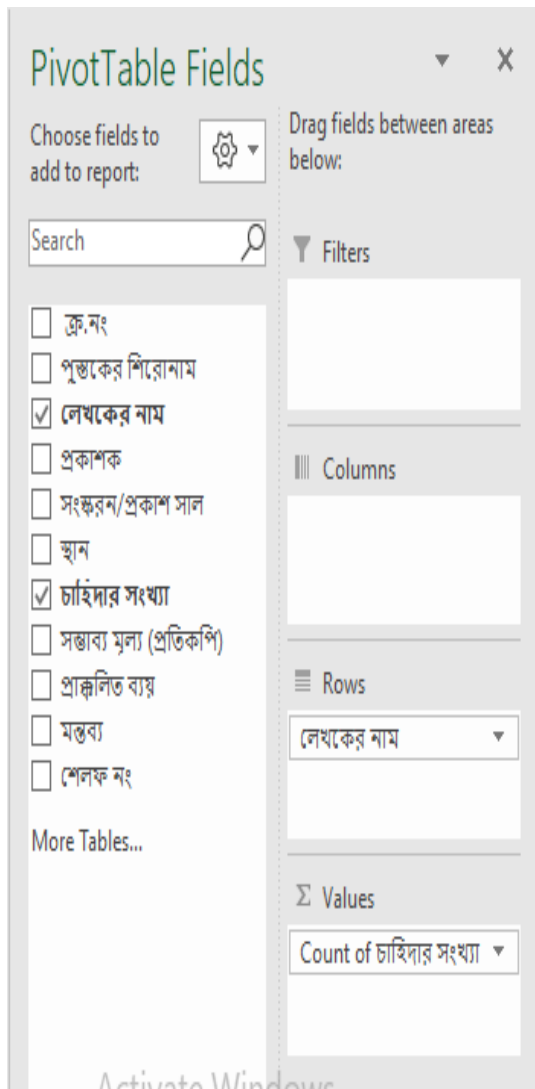 PivotTable Fields
Choose fields to
add to report:
Search
ক্র.নং
পুস্তকের শিরোনাম
লেখকের নাম
প্রকাশক
সংস্করন/প্রকাশ সাল
স্থান
চাহিদার সংখ্যা
সম্ভাব্য মূল্য (প্রতিকপি)
প্রাক্কলিত ব্যয়
মন্তব্য
শেলফ নং
More Tables...
Drag fields between areas
below:
Filters
Columns
Rows
লেখকের নাম
Σ Values
Count of চাহিদার সংখ্যা
Activate Windows